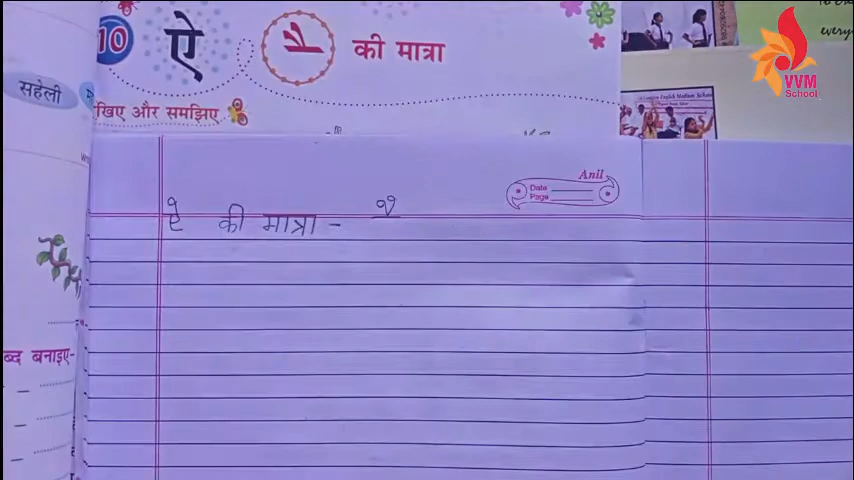 10 ऐ ै की मात्रा
सहेली
खिए और समझिए
VVM
School
Anil
Date
Page
ऐ की मात्रा - ै
ब्द बनाइए-